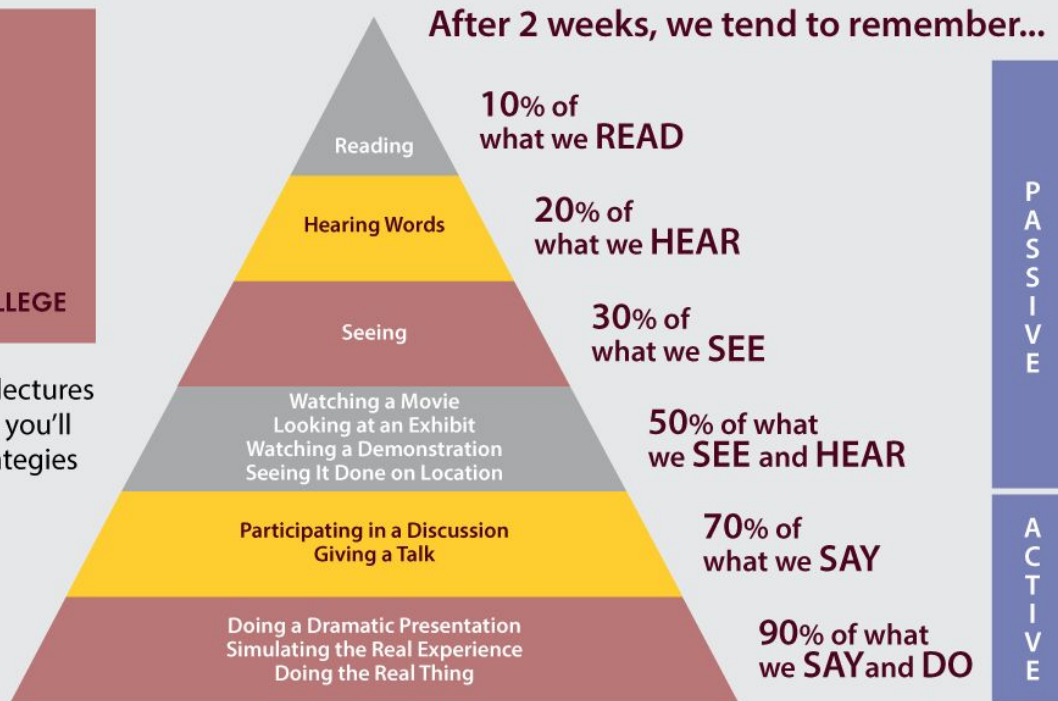 After 2 weeks, we tend to remember...
LLEGE
lectures
you'll
tegies
Reading
10% of
what we READ
Hearing Words
20% of
what we HEAR
Seeing
30% of
what we SEE
Watching a Movie
Looking at an Exhibit
Watching a Demonstration
Seeing It Done on Location
50% of what
we SEE and HEAR
Participating in a Discussion
Giving a Talk
70% of
what we SAY
Doing a Dramatic Presentation
Simulating the Real Experience
Doing the Real Thing
90% of what
we SAYand DO
PASSIVE
ACTIVE